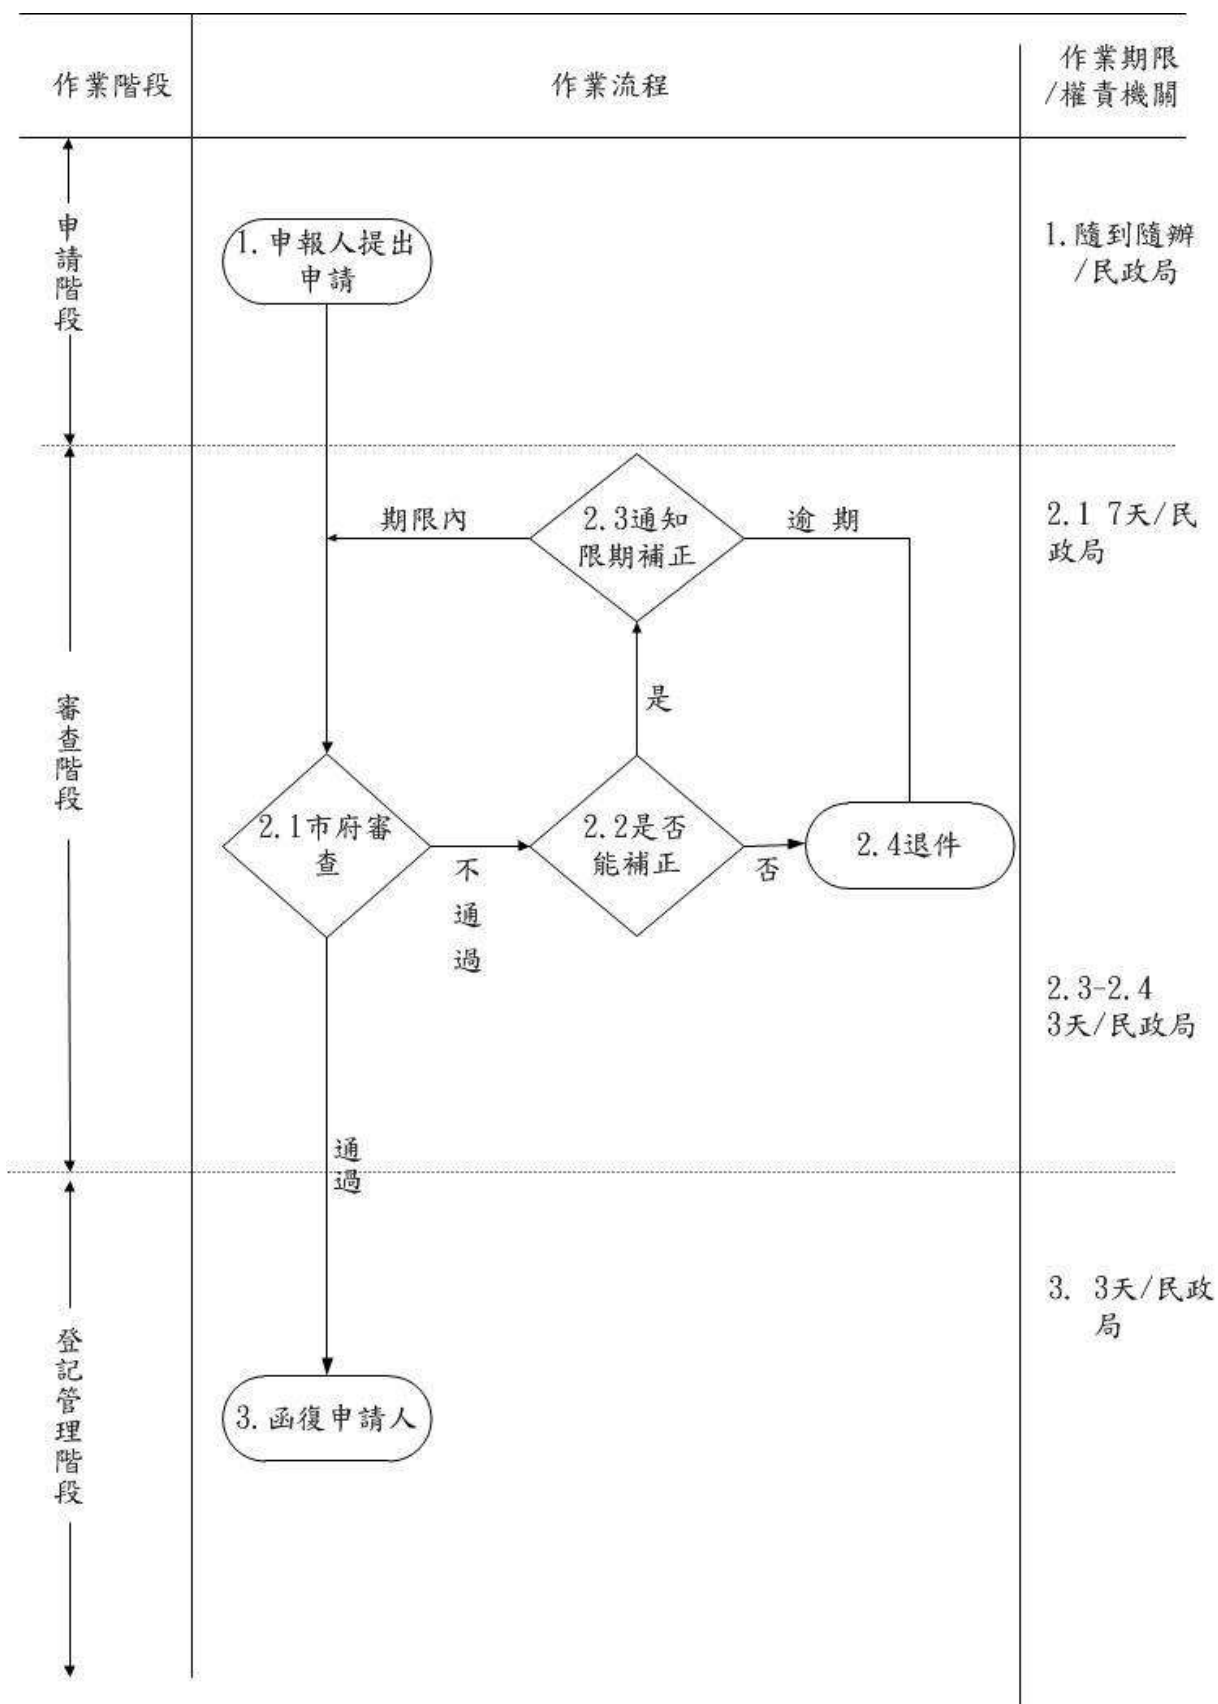 作業階段
作業流程
作業期限
/權責機關
申請階段
1.申報人提出
申請
1.隨到隨辦
/民政局
審查階段
期限內
2.3通知
限期補正
逾 期
2.1 7天/民
政局
是
2.1市府審
查
不通過
2.2是否
能補正
否
2.4退件
2.3-2.4
3天/民政局
通過
登記管理階段
3. 3天/民政
局
3.函復申請人